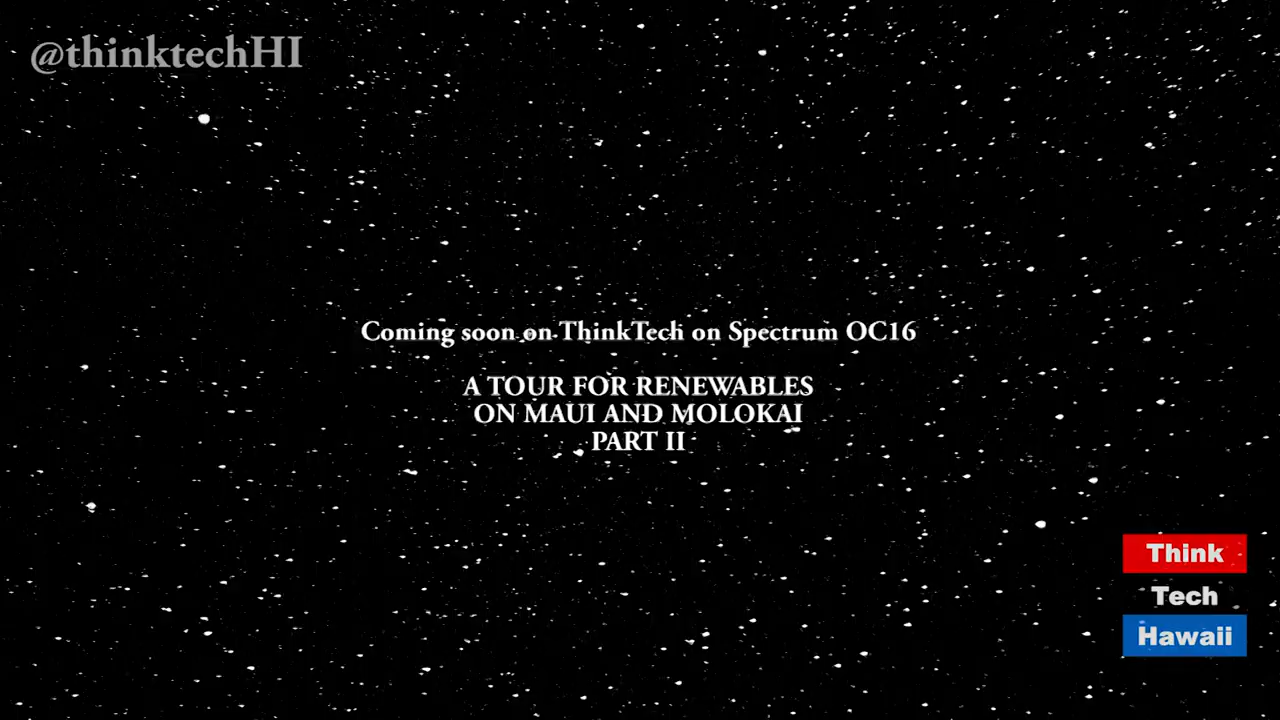 @thinktechHI
Coming soon on ThinkTech on Spectrum OC16
A TOUR FOR RENEWABLES
ON MAUI AND MOLOKAI
PART II
Think
Tech
Hawaii